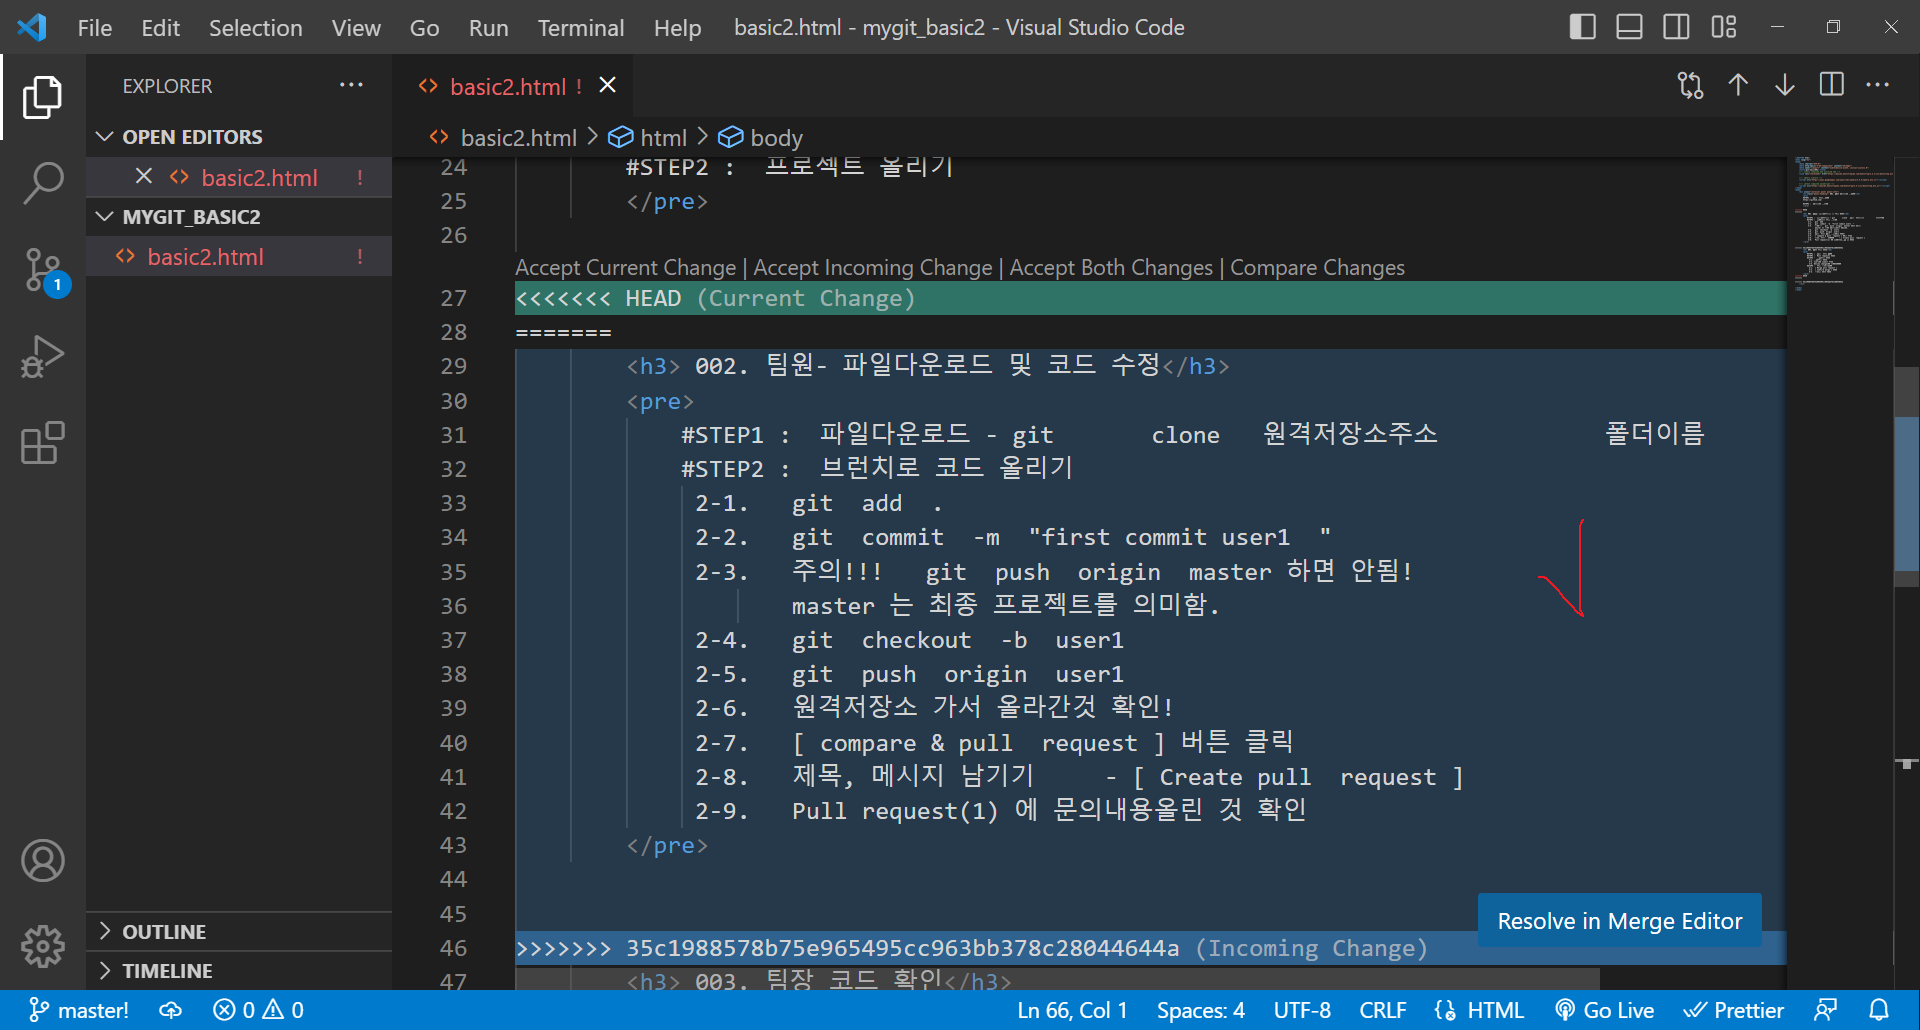 File Edit Selection View Go Run Terminal Help basic2.html - mygit_basic2 - Visual Studio Code
EXPLORER
OPEN EDITORS
basic2.html !
MYGIT_BASIC2
basic2.html !
OUTLINE
TIMELINE
1
basic2.html !
basic2.html > html > body
24 #STEP2 : 프로젝트 올리기
25 </pre>
26
Accept Current Change | Accept Incoming Change | Accept Both Changes | Compare Changes
27 <<<<<<< HEAD (Current Change)
28 =======
29 <h3> 002. 팀원- 파일다운로드 및 코드 수정</h3>
30 <pre>
31 #STEP1 : 파일다운로드 - git clone 원격저장소주소 폴더이름
32 #STEP2 : 브런치로 코드 올리기
33 2-1. git add .
34 2-2. git commit -m "first commit user1 "
35 2-3. 주의!!! git push origin master 하면 안됨!
36 master 는 최종 프로젝트를 의미함.
37 2-4. git checkout -b user1
38 2-5. git push origin user1
39 2-6. 원격저장소 가서 올라간것 확인!
40 2-7. [ compare & pull request ] 버튼 클릭
41 2-8. 제목, 메시지 남기기 - [ Create pull request ]
42 2-9. Pull request(1) 에 문의내용올린 것 확인
43 </pre>
44
45
Resolve in Merge Editor
46 >>>>>>> 35c1988578b75e965495cc963bb378c28044644a (Incoming Change)
47 <h3> 003. 팀장 코드 확인</h3>
master! 0 0 Ln 66, Col 1 Spaces: 4 UTF-8 CRLF HTML Go Live Prettier